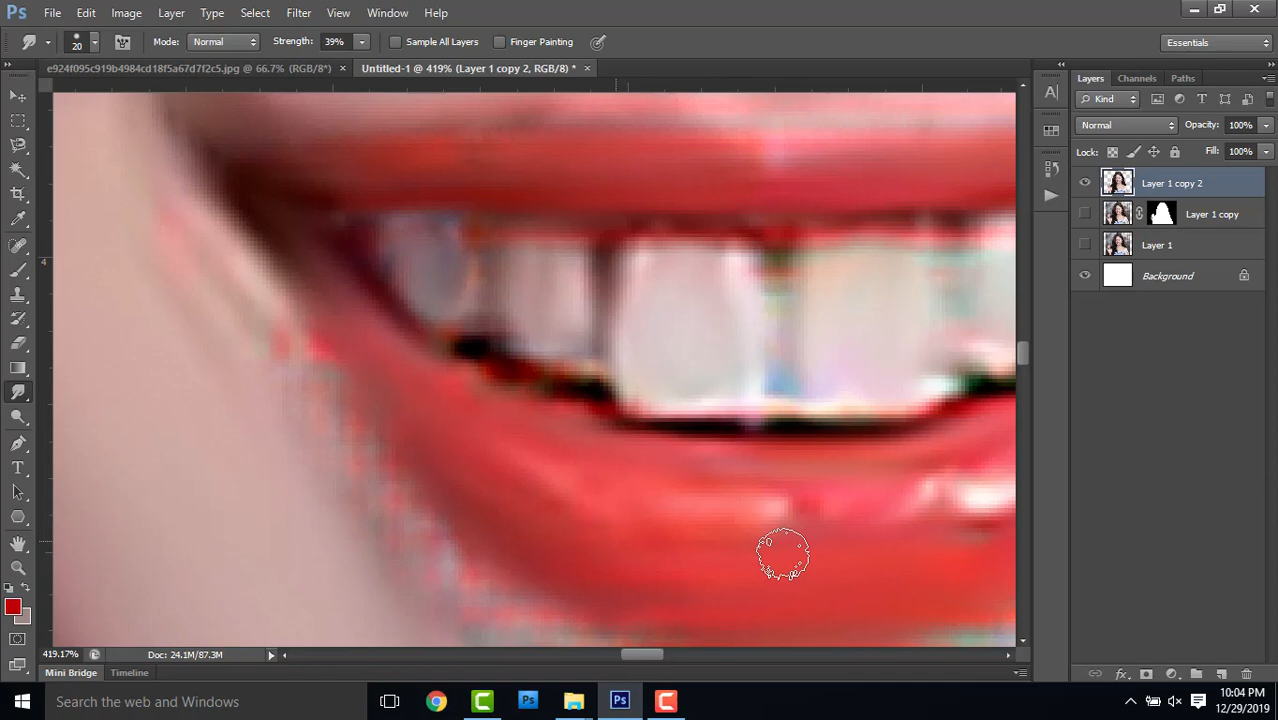 Ps File Edit Image Layer Type Select Filter View Window Help
20 Mode: Normal Strength: 39% Sample All Layers Finger Painting Essentials
e924f095c919b4984cd18f5a67d7f2c5.jpg @ 66.7% (RGB/8*) × Untitled-1 @ 419% (Layer 1 copy 2, RGB/8) * ×
Layers Channels Paths
Kind
Normal Opacity: 100%
Lock: Fill: 100%
Layer 1 copy 2
Layer 1 copy
Layer 1
Background
4
419.17% Doc: 24.1M/87.3M
Mini Bridge Timeline
Search the web and Windows
10:04 PM
12/29/2019